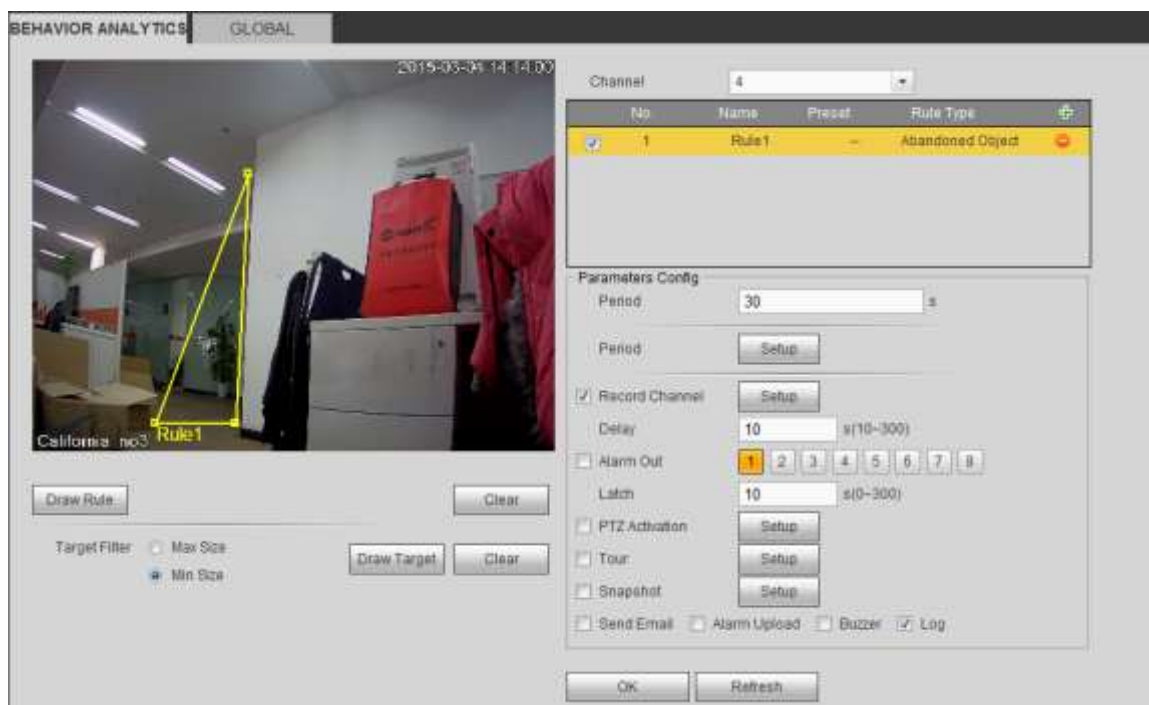 BEHAVIOR ANALYTICS GLOBAL
2015-03-04 14:14:00
Channel 4
No. Name Preset Rule Type
1 Rule1 -- Abandoned Object
Parameters Config
Period 30 s
Period Setup
Record Channel Setup
Delay 10 s(10~300)
Alarm Out 1 2 3 4 5 6 7 8
Latch 10 s(0~300)
PTZ Activation Setup
Tour Setup
Snapshot Setup
Send Email Alarm Upload Buzzer Log
OK Refresh
California no3 Rule1
Draw Rule Clear
Target Filter Max Size
Min Size
Draw Target Clear